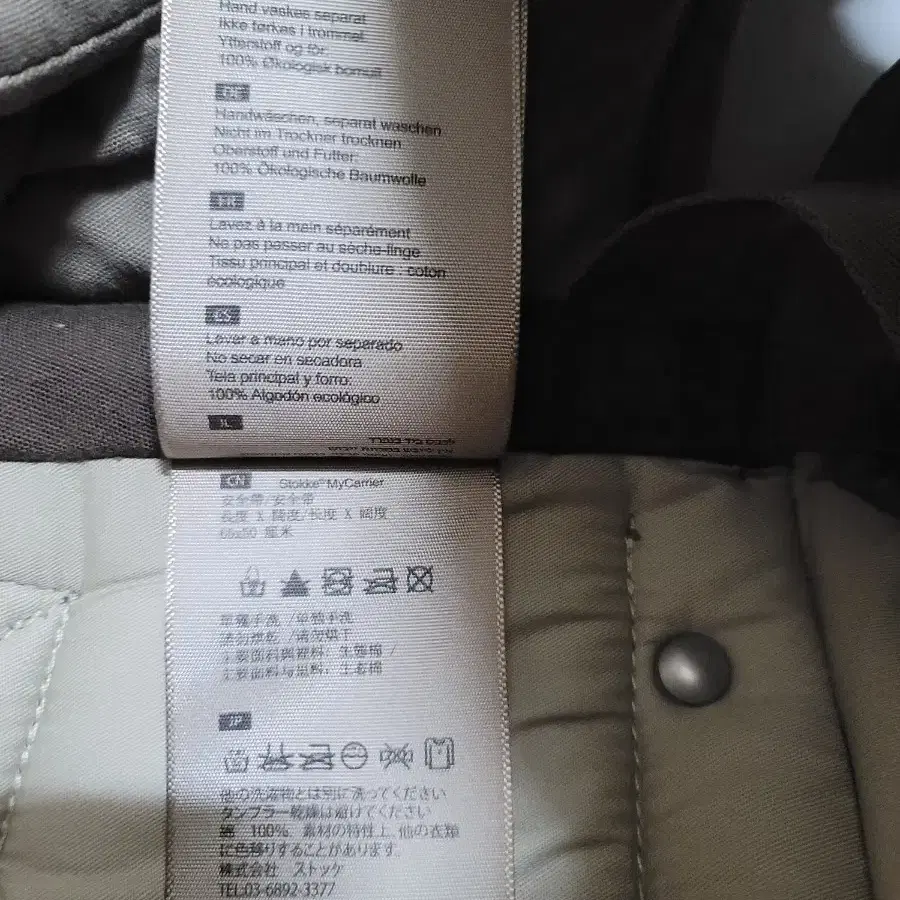 Hand vaskes separat
Ikke tørkes i trommel
Ytterstoff og fôr:
100% Økologisk bomull
DE
Handwäschen, separat waschen
Nicht im Trockner trocknen
Oberstoff und Futter:
100% Ökologische Baumwolle
FR
Lavez à la main séparément
Ne pas passer au sèche-linge
Tissu principal et doublure : coton
écologique
ES
Lavar a mano por separado
No secar en secadora
Tela principal y forro:
100% Algodón ecológico
IL
לכבס ביד בנפרד
CN Stokke® MyCarrier
安全帶/安全带
長度 X 闊度/长度 X 阔度
厘米
單獨手洗 /单独手洗
請勿烘乾 /请勿烘干
主要面料與裡料: 生態棉 /
主要面料与里料: 生态棉
JP
他の洗濯物とは別に洗ってください
タンブラー乾燥は避けてください
綿 100%. 素材の特性上, 他の衣類
に色移りすることがあります.
株式会社 ストッケ
TEL.03-6892-3377